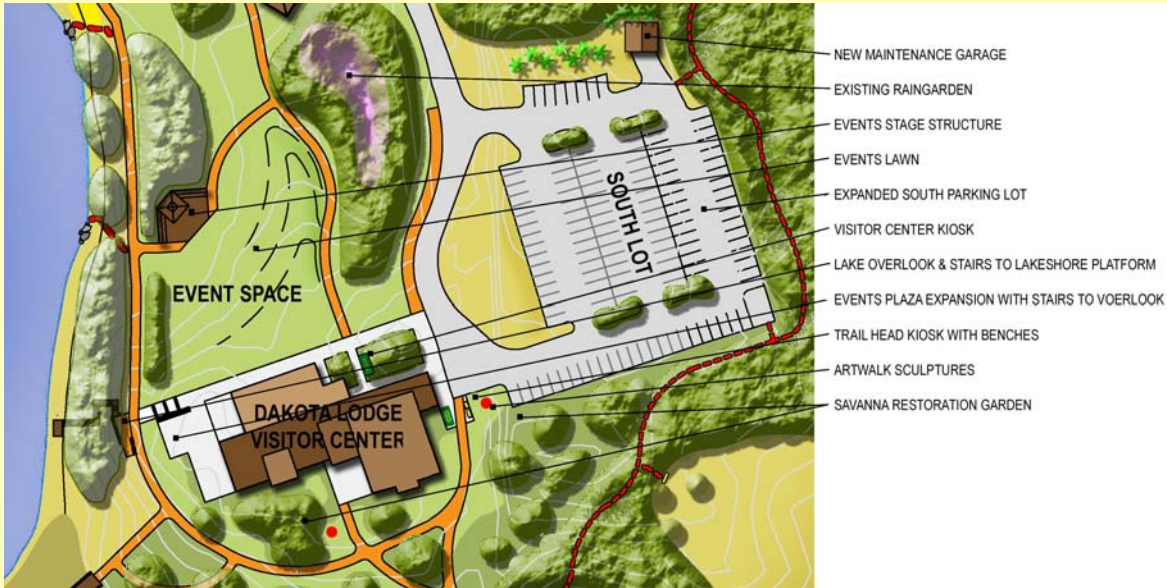 NEW MAINTENANCE GARAGE
EXISTING RAINGARDEN
EVENTS STAGE STRUCTURE
EVENTS LAWN
EXPANDED SOUTH PARKING LOT
VISITOR CENTER KIOSK
LAKE OVERLOOK & STAIRS TO LAKESHORE PLATFORM
EVENTS PLAZA EXPANSION WITH STAIRS TO VOERLOOK
TRAIL HEAD KIOSK WITH BENCHES
ARTWALK SCULPTURES
SAVANNA RESTORATION GARDEN
SOUTH LOT
EVENT SPACE
DAKOTA LODGE
VISITOR CENTER